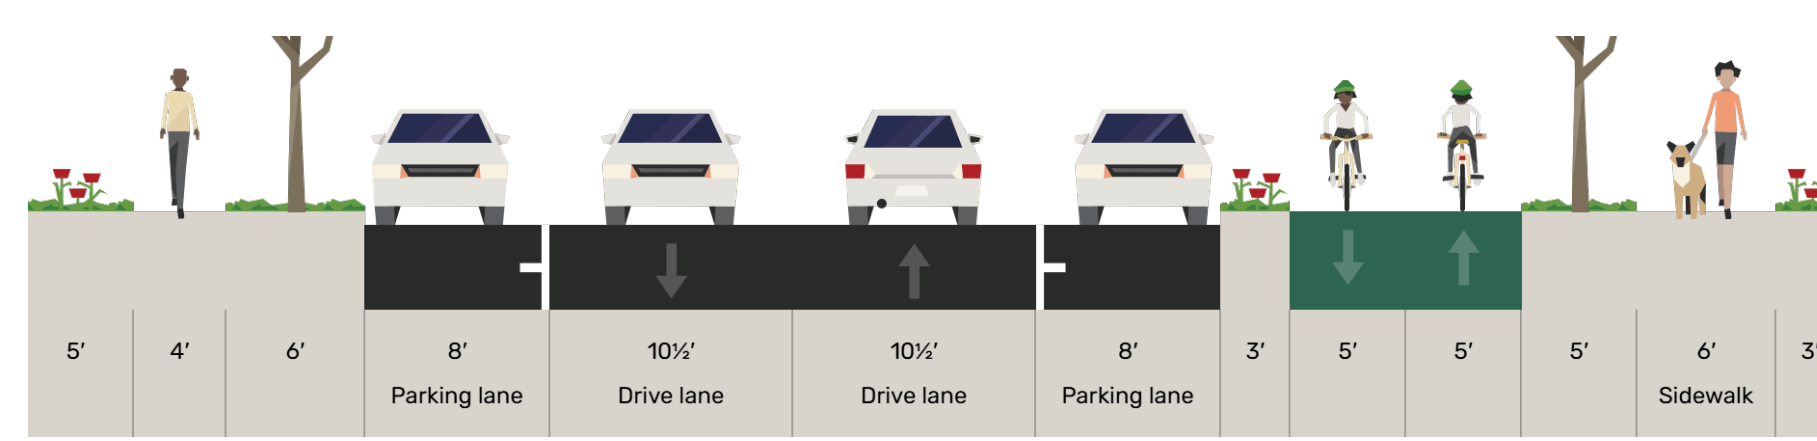 5′ 4′ 6′ 8′ 10½′ 10½′ 8′ 3′ 5′ 5′ 5′ 6′ 3′
Parking lane Drive lane Drive lane Parking lane Sidewalk